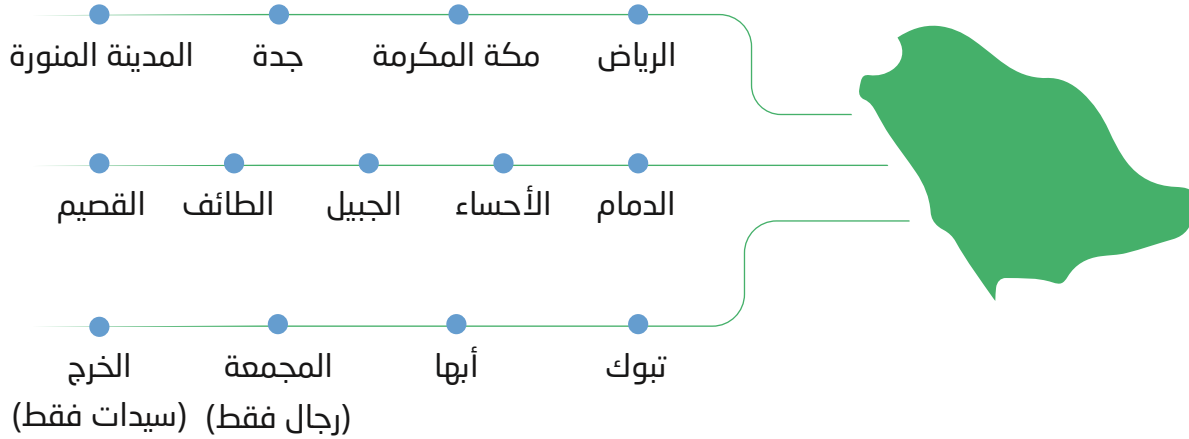 الرياض مكة المكرمة جدة المدينة المنورة
الدمام الأحساء الجبيل الطائف القصيم
تبوك أبها المجمعة الخرج
(رجال فقط) (سيدات فقط)